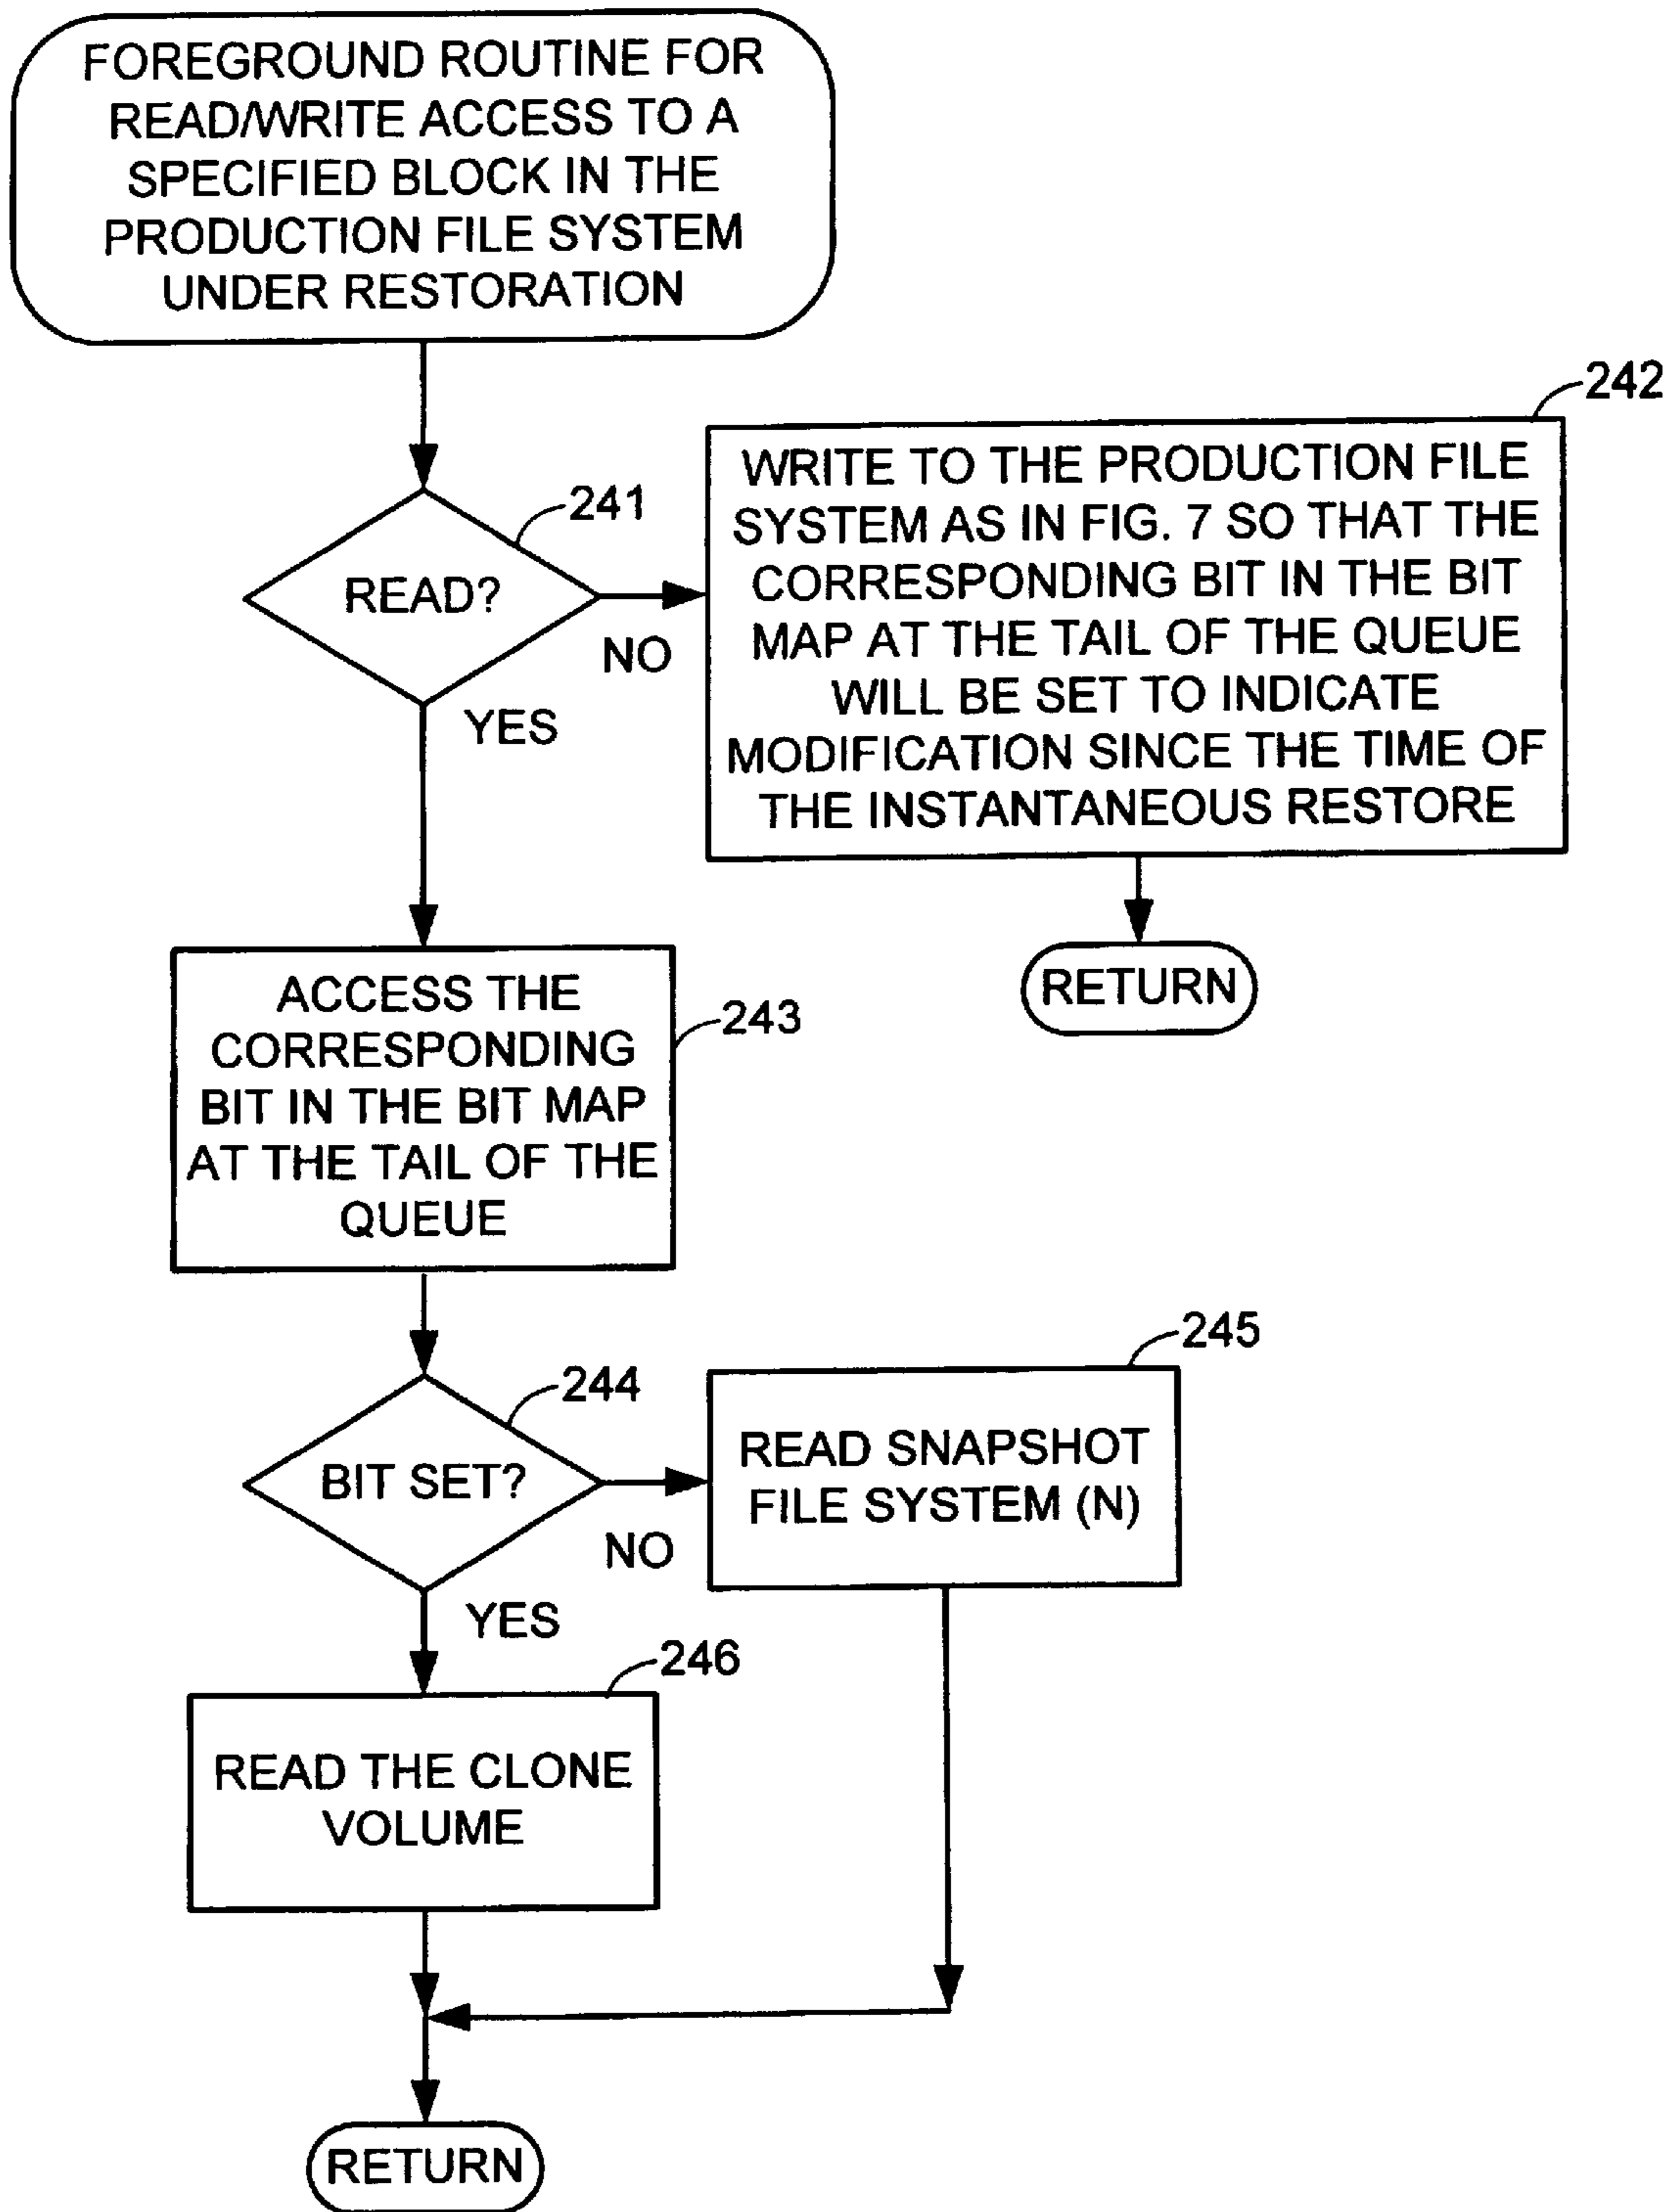 FOREGROUND ROUTINE FOR
READ/WRITE ACCESS TO A
SPECIFIED BLOCK IN THE
PRODUCTION FILE SYSTEM
UNDER RESTORATION
241
READ?
NO
YES
242
WRITE TO THE PRODUCTION FILE
SYSTEM AS IN FIG. 7 SO THAT THE
CORRESPONDING BIT IN THE BIT
MAP AT THE TAIL OF THE QUEUE
WILL BE SET TO INDICATE
MODIFICATION SINCE THE TIME OF
THE INSTANTANEOUS RESTORE
RETURN
243
ACCESS THE
CORRESPONDING
BIT IN THE BIT MAP
AT THE TAIL OF THE
QUEUE
244
BIT SET?
NO
YES
245
READ SNAPSHOT
FILE SYSTEM (N)
246
READ THE CLONE
VOLUME
RETURN